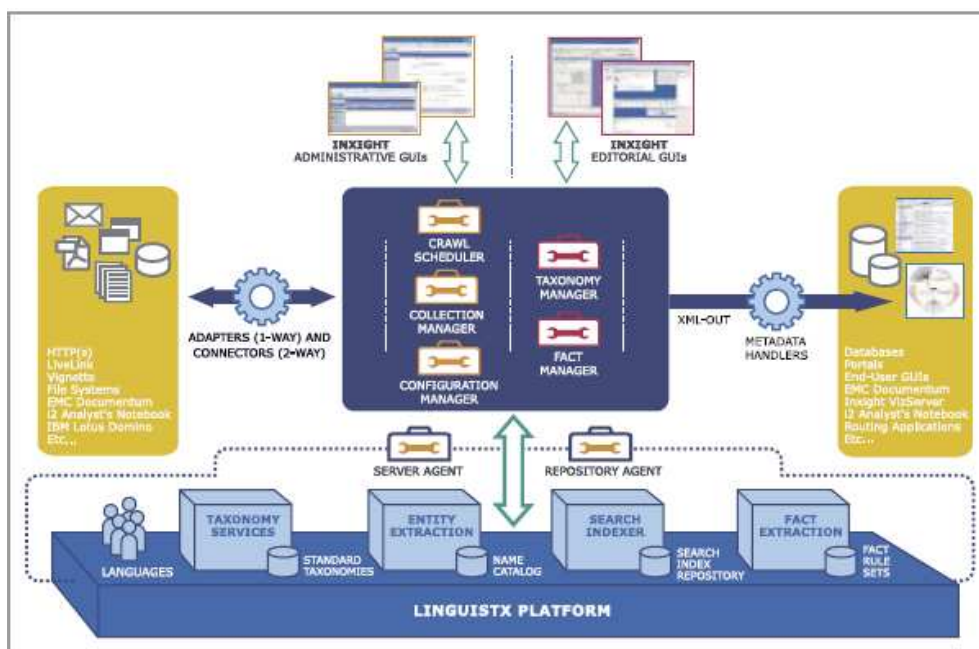 INXIGHT
ADMINISTRATIVE GUIs
INXIGHT
EDITORIAL GUIs
CRAWL
SCHEDULER
COLLECTION
MANAGER
CONFIGURATION
MANAGER
TAXONOMY
MANAGER
FACT
MANAGER
ADAPTERS (1-WAY) AND
CONNECTORS (2-WAY)
HTTP(s)
LiveLink
Vignette
File Systems
EMC Documentum
i2 Analyst's Notebook
IBM Lotus Domino
Etc...
XML-OUT
METADATA
HANDLERS
Databases
Portals
End-User GUIs
EMC Documentum
Inxight VizServer
i2 Analyst's Notebook
Routing Applications
Etc...
SERVER AGENT
REPOSITORY AGENT
LANGUAGES
TAXONOMY
SERVICES
STANDARD
TAXONOMIES
ENTITY
EXTRACTION
NAME
CATALOG
SEARCH
INDEXER
SEARCH
INDEX
REPOSITORY
FACT
EXTRACTION
FACT
RULE
SETS
LINGUISTX PLATFORM